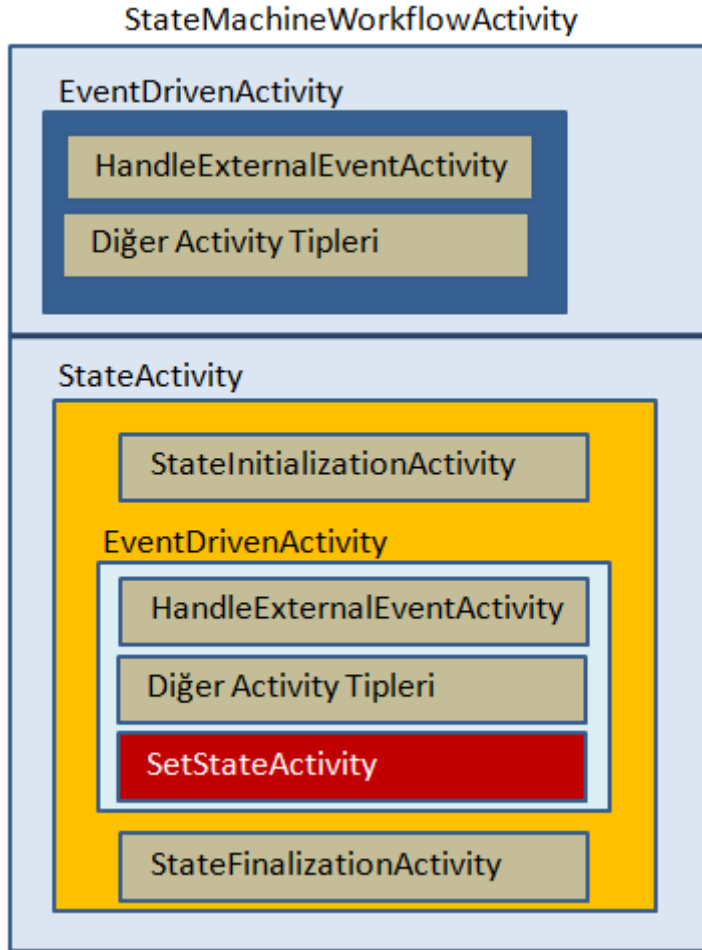 StateMachineWorkflowActivity
EventDrivenActivity
HandleExternalEventActivity
Diğer Activity Tipleri
StateActivity
StateInitializationActivity
EventDrivenActivity
HandleExternalEventActivity
Diğer Activity Tipleri
SetStateActivity
StateFinalizationActivity